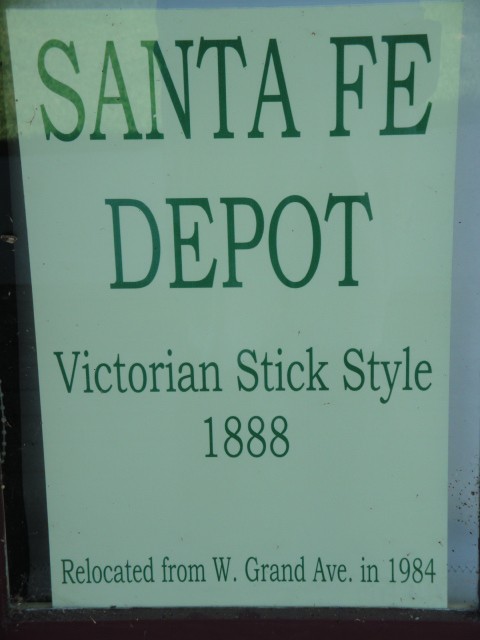 SANTA FE
DEPOT
Victorian Stick Style
1888
Relocated from W. Grand Ave. in 1984